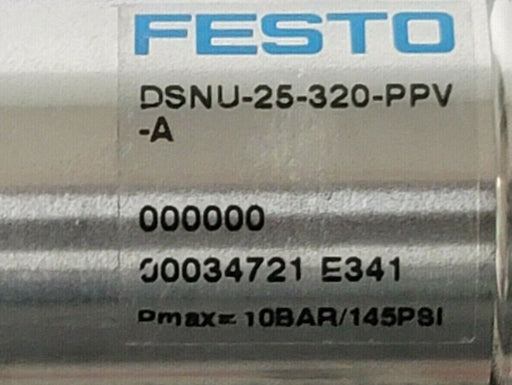 FESTO
DSNU-25-320-PPV
-A
000000
00034721 E341
Pmax= 10BAR/145PSI